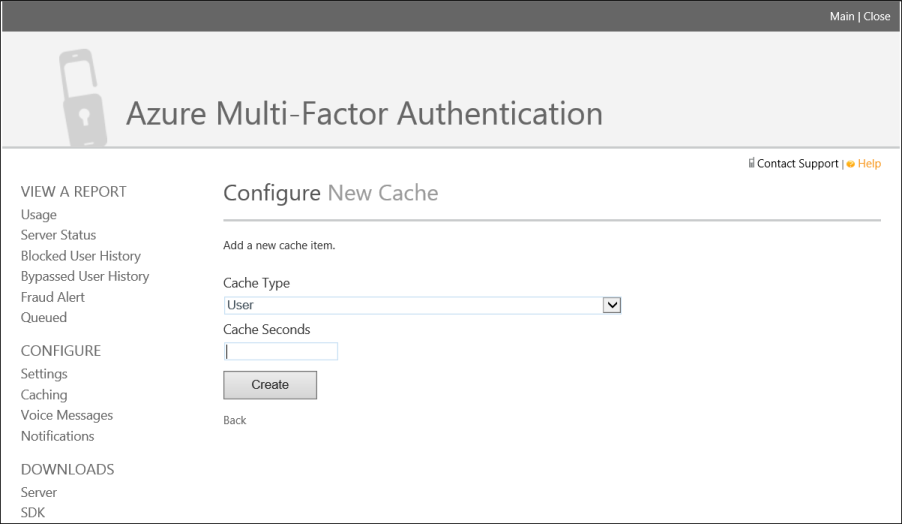 Main | Close
Azure Multi-Factor Authentication
Contact Support | Help
VIEW A REPORT
Usage
Server Status
Blocked User History
Bypassed User History
Fraud Alert
Queued
CONFIGURE
Settings
Caching
Voice Messages
Notifications
DOWNLOADS
Server
SDK
Configure New Cache
Add a new cache item.
Cache Type
User
Cache Seconds
Create
Back